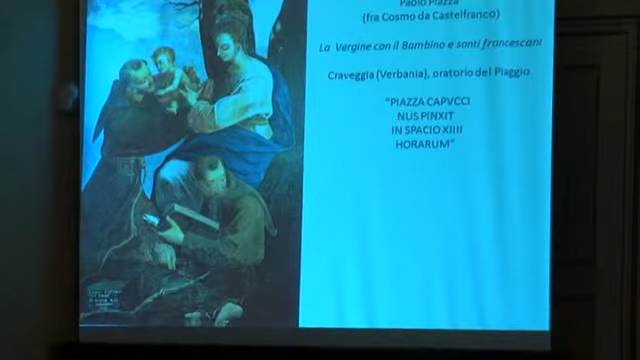 Paolo Piazza
(fra Cosmo da Castelfranco)
La Vergine con il Bambino e santi francescani
Craveggia (Verbania), oratorio del Piaggio
"PIAZZA CAPVCCI
NUS PINXIT
IN SPACIO XIIII
HORARUM"